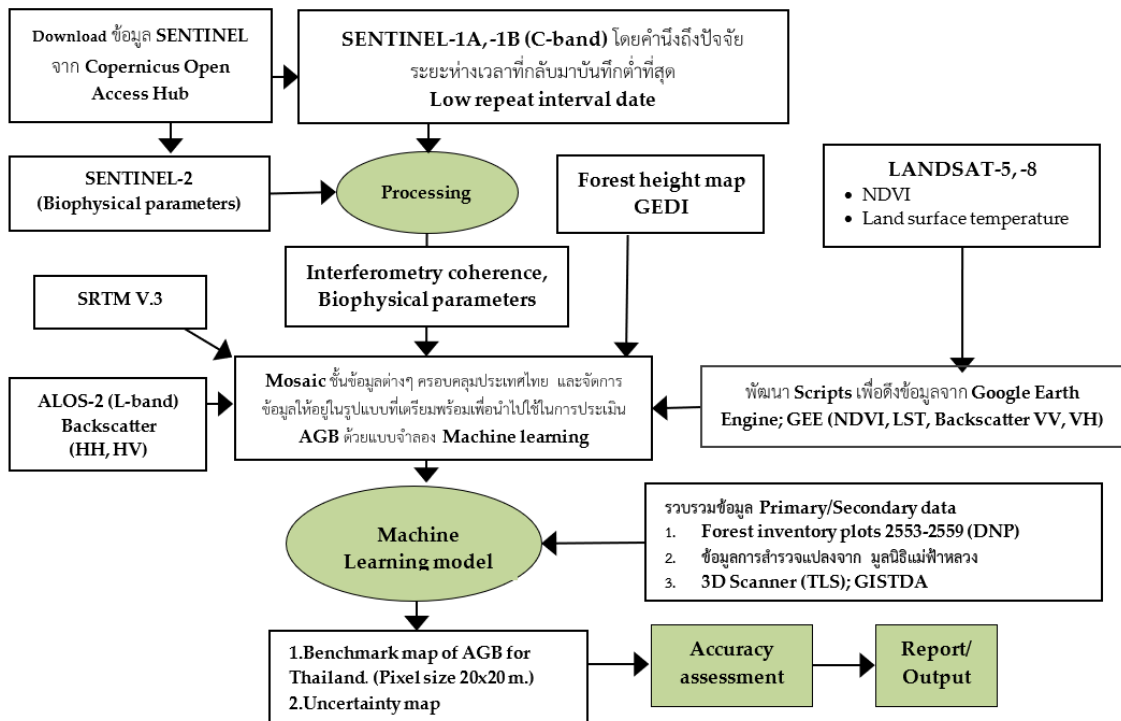 Download ข้อมูล SENTINEL
จาก Copernicus Open
Access Hub
SENTINEL-1A, -1B (C-band) โดยคำนึงถึงปัจจัย
ระยะห่างเวลาที่กลับมาบันทึกต่ำที่สุด
Low repeat interval date
SENTINEL-2
(Biophysical parameters)
Processing
Forest height map
GEDI
LANDSAT-5, -8
• NDVI
• Land surface temperature
Interferometry coherence,
Biophysical parameters
SRTM V.3
ALOS-2 (L-band)
Backscatter
(HH, HV)
Mosaic ชั้นข้อมูลต่างๆ ครอบคลุมประเทศไทย และจัดการ
ข้อมูลให้อยู่ในรูปแบบที่เตรียมพร้อมเพื่อนำไปใช้ในการประเมิน
AGB ด้วยแบบจำลอง Machine learning
พัฒนา Scripts เพื่อดึงข้อมูลจาก Google Earth
Engine; GEE (NDVI, LST, Backscatter VV, VH)
Machine
Learning model
รวบรวมข้อมูล Primary/Secondary data
1. Forest inventory plots 2553-2559 (DNP)
2. ข้อมูลการสำรวจแปลงจาก มูลนิธิแม่ฟ้าหลวง
3. 3D Scanner (TLS); GISTDA
1.Benchmark map of AGB for
Thailand. (Pixel size 20x20 m.)
2.Uncertainty map
Accuracy
assessment
Report/
Output